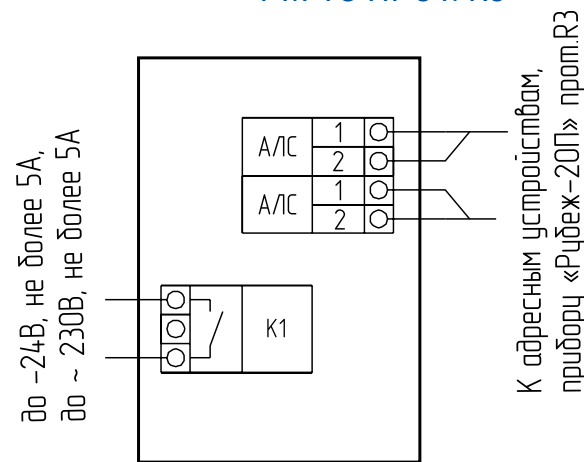 до -24В, не более 5А,
до ~ 230В, не более 5А
АЛС 1
2
АЛС 1
2
К1
К адресным устройствам,
прибору «Рубеж-20П» прот.R3